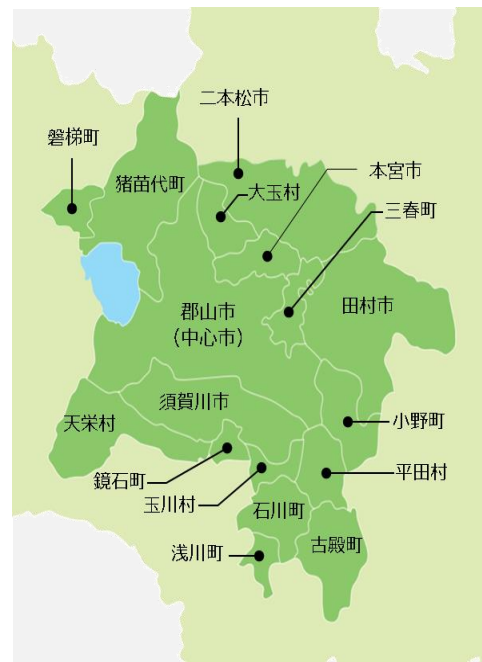 二本松市
磐梯町
本宮市
猪苗代町
大玉村
三春町
郡山市
(中心市)
田村市
須賀川市
天栄村
小野町
鏡石町
平田村
玉川村
石川町
古殿町
浅川町